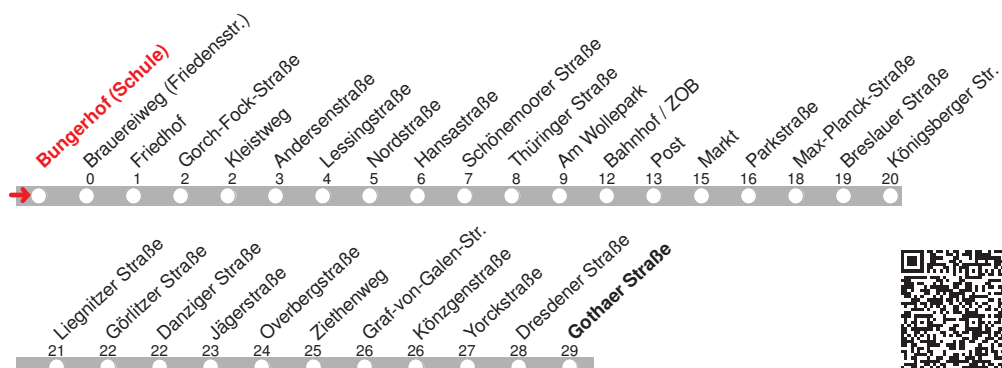 Bungerhof (Schule)
Brauereiweg (Friedensstr.)
Friedhof
Gorch-Fock-Straße
Kleistweg
Andersenstraße
Lessingstraße
Nordstraße
Hansastraße
Schönemoorer Straße
Thüringer Straße
Am Wollepark
Bahnhof / ZOB
Post
Markt
Parkstraße
Max-Planck-Straße
Breslauer Straße
Königsberger Str.
0 1 2 2 3 4 5 6 7 8 9 12 13 15 16 18 19 20
Liegnitzer Straße
Görlitzer Straße
Danziger Straße
Jägerstraße
Overbergstraße
Ziethenweg
Graf-von-Galen-Str.
Könzgenstraße
Yorckstraße
Dresdener Straße
Gothaer Straße
21 22 22 23 24 25 26 26 27 28 29